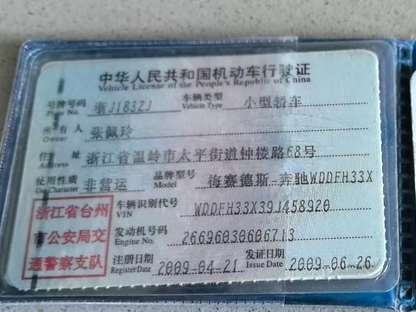 中华人民共和国机动车行驶证
Vehicle License of the People's Republic of China
号牌号码 浙J1832J 车辆类型 小型轿车
Plate No. Vehicle Type
所有人 张佩玲
Owner
住址 浙江省温岭市太平街道钟楼路68号
Address
使用性质 非营运 品牌型号 梅赛德斯-奔驰WDDFH33X
Use Character Model
浙江省台州市公安局交通警察支队
车辆识别代号 WDDFH33X39J458920
VIN
发动机号码 26696030606713
Engine No.
注册日期 2009-04-21 发证日期 2009-06-26
Register Date Issue Date